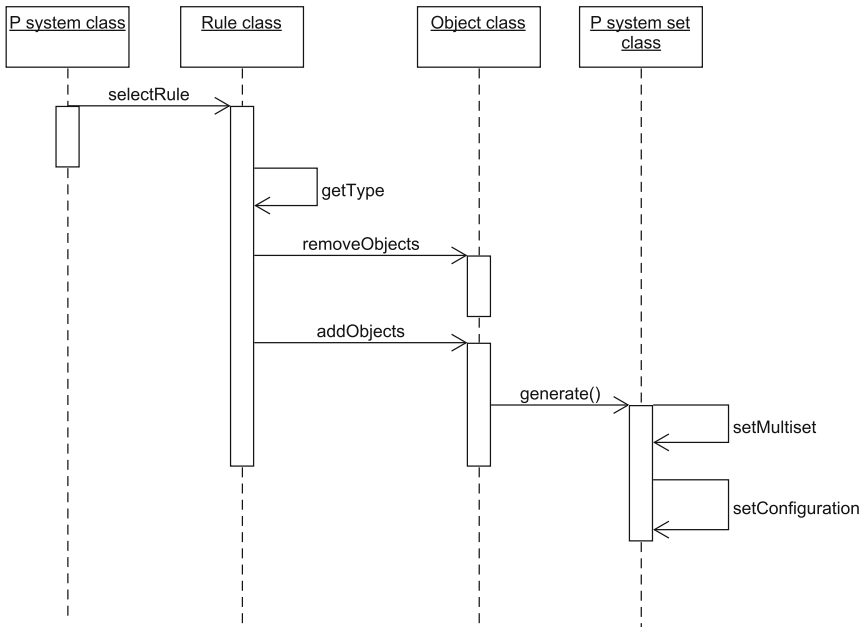 P system class
Rule class
Object class
P system set
class
selectRule
getType
removeObjects
addObjects
generate()
setMultiset
setConfiguration